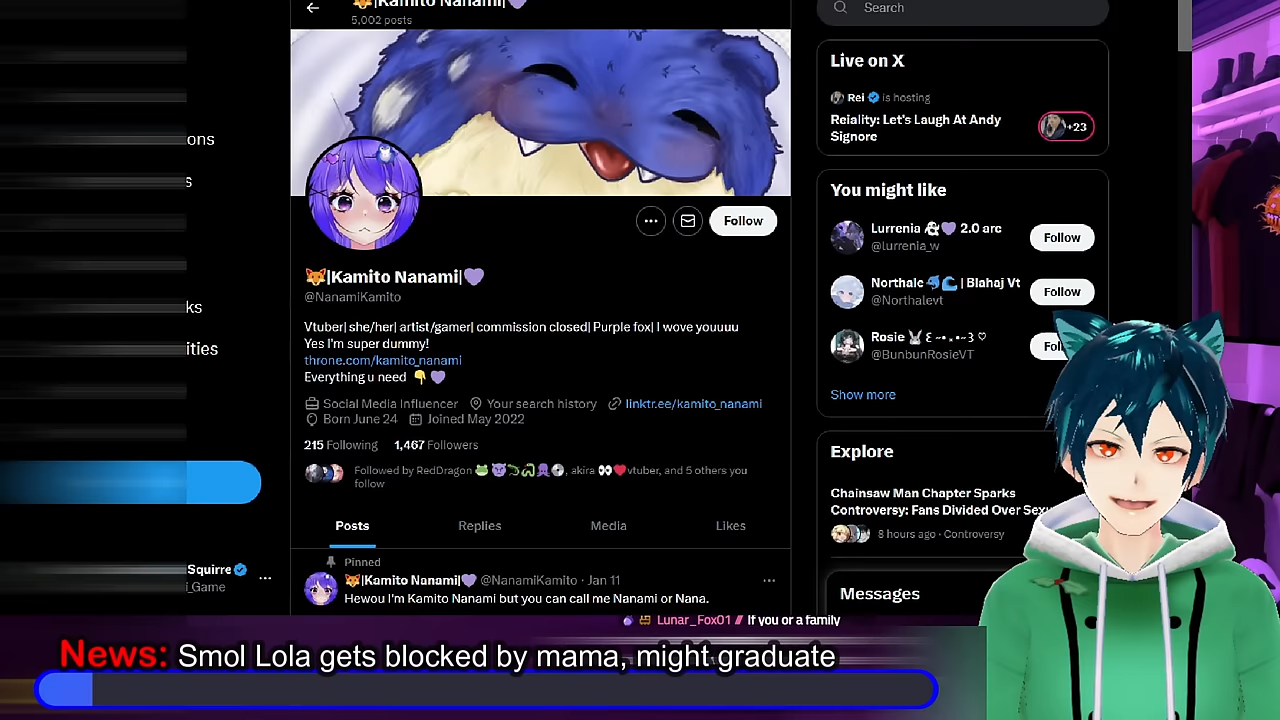 🦊|Kamito Nanami|💜
5,002 posts
Search
ons
s
ks
ities
Squirre
_Game
Follow
🦊|Kamito Nanami|💜
@NanamiKamito
Vtuber| she/her| artist/gamer| commission closed| Purple fox| I wove youuuu
Yes I'm super dummy!
throne.com/kamito_nanami
Everything u need 👇💜
Social Media Influencer Your search history linktr.ee/kamito_nanami
Born June 24 Joined May 2022
215 Following 1,467 Followers
Followed by RedDragon 🐸😈🐍🐙💿, akira 👀❤️vtuber, and 5 others you
follow
Posts Replies Media Likes
Pinned
🦊|Kamito Nanami|💜 @NanamiKamito · Jan 11
Hewou I'm Kamito Nanami but you can call me Nanami or Nana.
Live on X
Rei is hosting
Reiality: Let's Laugh At Andy
Signore
+23
You might like
Lurrenia 👻💜 2.0 arc
@lurrenia_w
Follow
Northale 🐬🌊 | Blahaj Vt
@Northalevt
Follow
Rosie
@BunbunRosieVT
Fol
Show more
Explore
Chainsaw Man Chapter Sparks
Controversy: Fans Divided Over Sex
8 hours ago · Controversy
Messages
Lunar_Fox01 // If you or a family
News: Smol Lola gets blocked by mama, might graduate